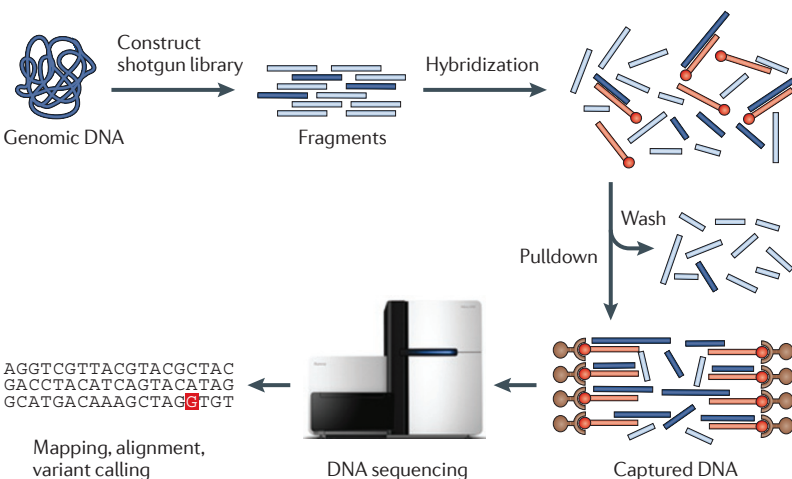 Construct
shotgun library
Hybridization
Genomic DNA
Fragments
Wash
Pulldown
AGGTCGTTACGTACGCTAC
GACCTACATCAGTACATAG
GCATGACAAAGCTAGGTGT
Mapping, alignment,
variant calling
DNA sequencing
Captured DNA